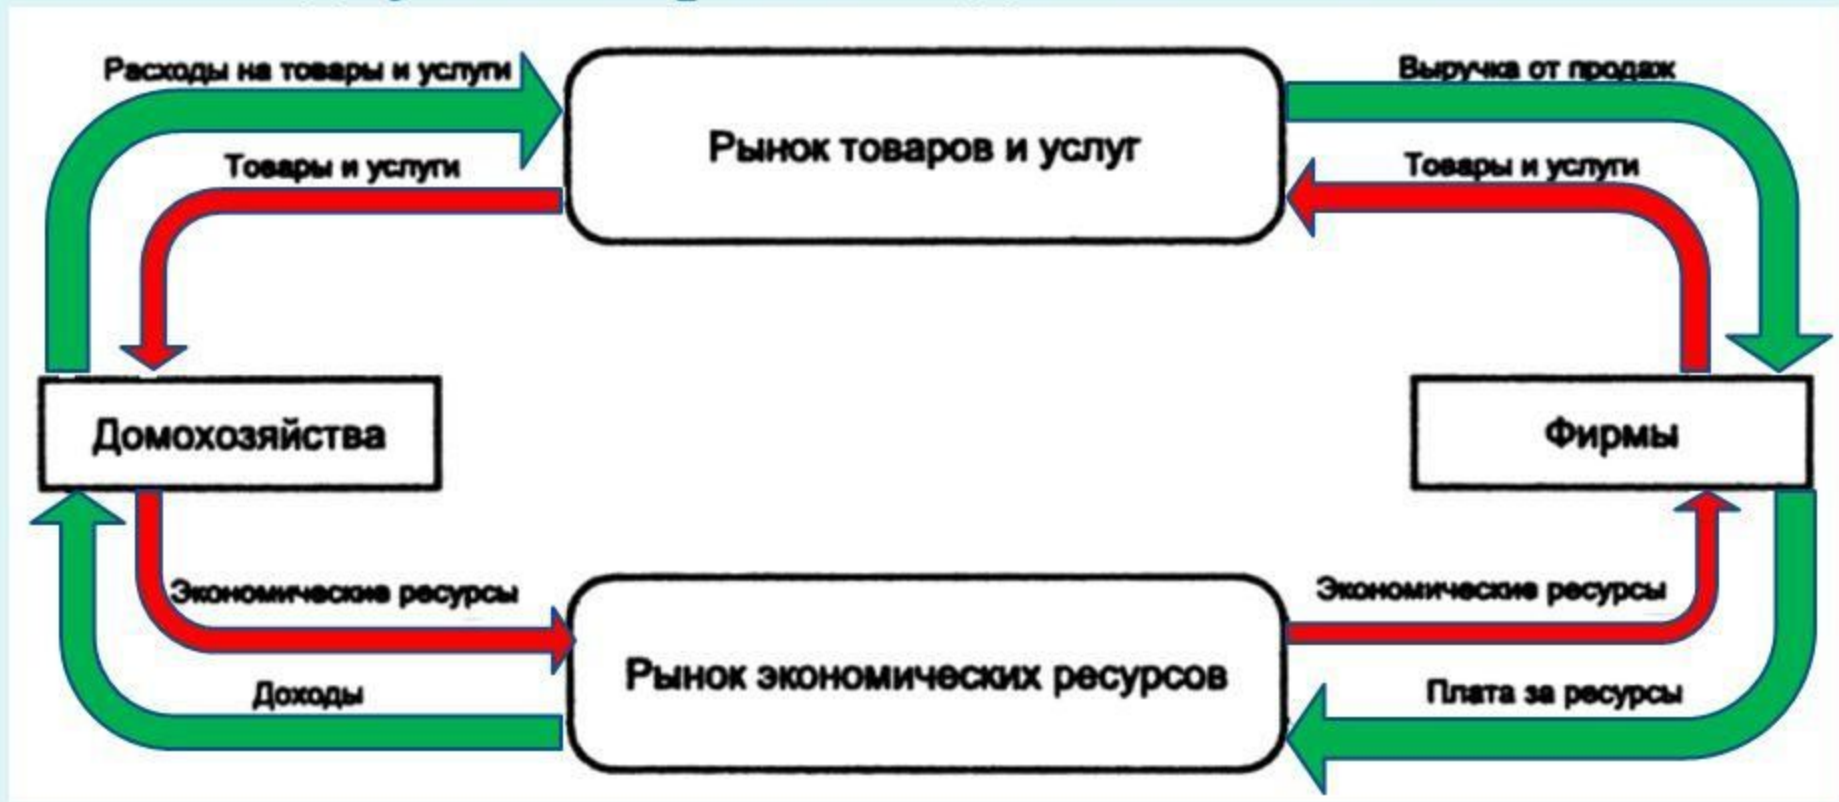 Расходы на товары и услуги
Выручка от продаж
Рынок товаров и услуг
Товары и услуги
Товары и услуги
Домохозяйства
Фирмы
Экономические ресурсы
Экономические ресурсы
Рынок экономических ресурсов
Доходы
Плата за ресурсы